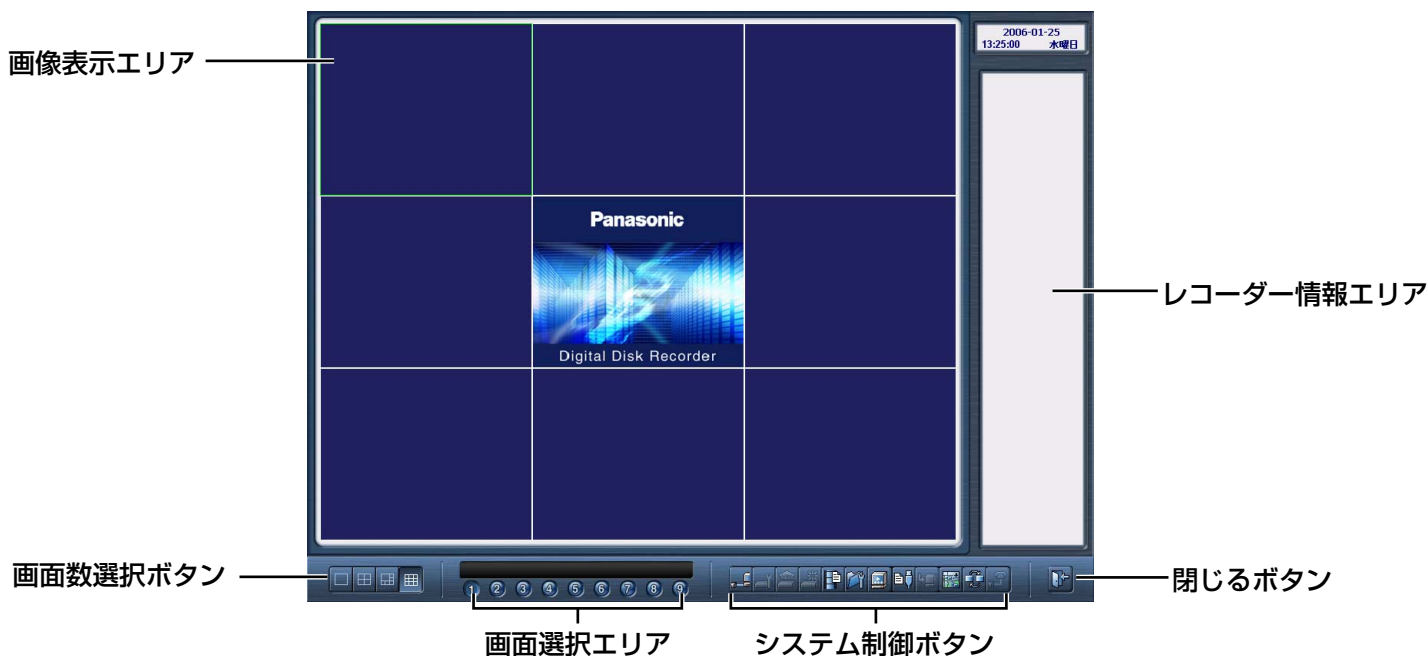 2006-01-25
13:25:00 水曜日
画像表示エリア
Panasonic
Digital Disk Recorder
レコーダー情報エリア
画面数選択ボタン
1 2 3 4 5 6 7 8 9
閉じるボタン
画面選択エリア
システム制御ボタン